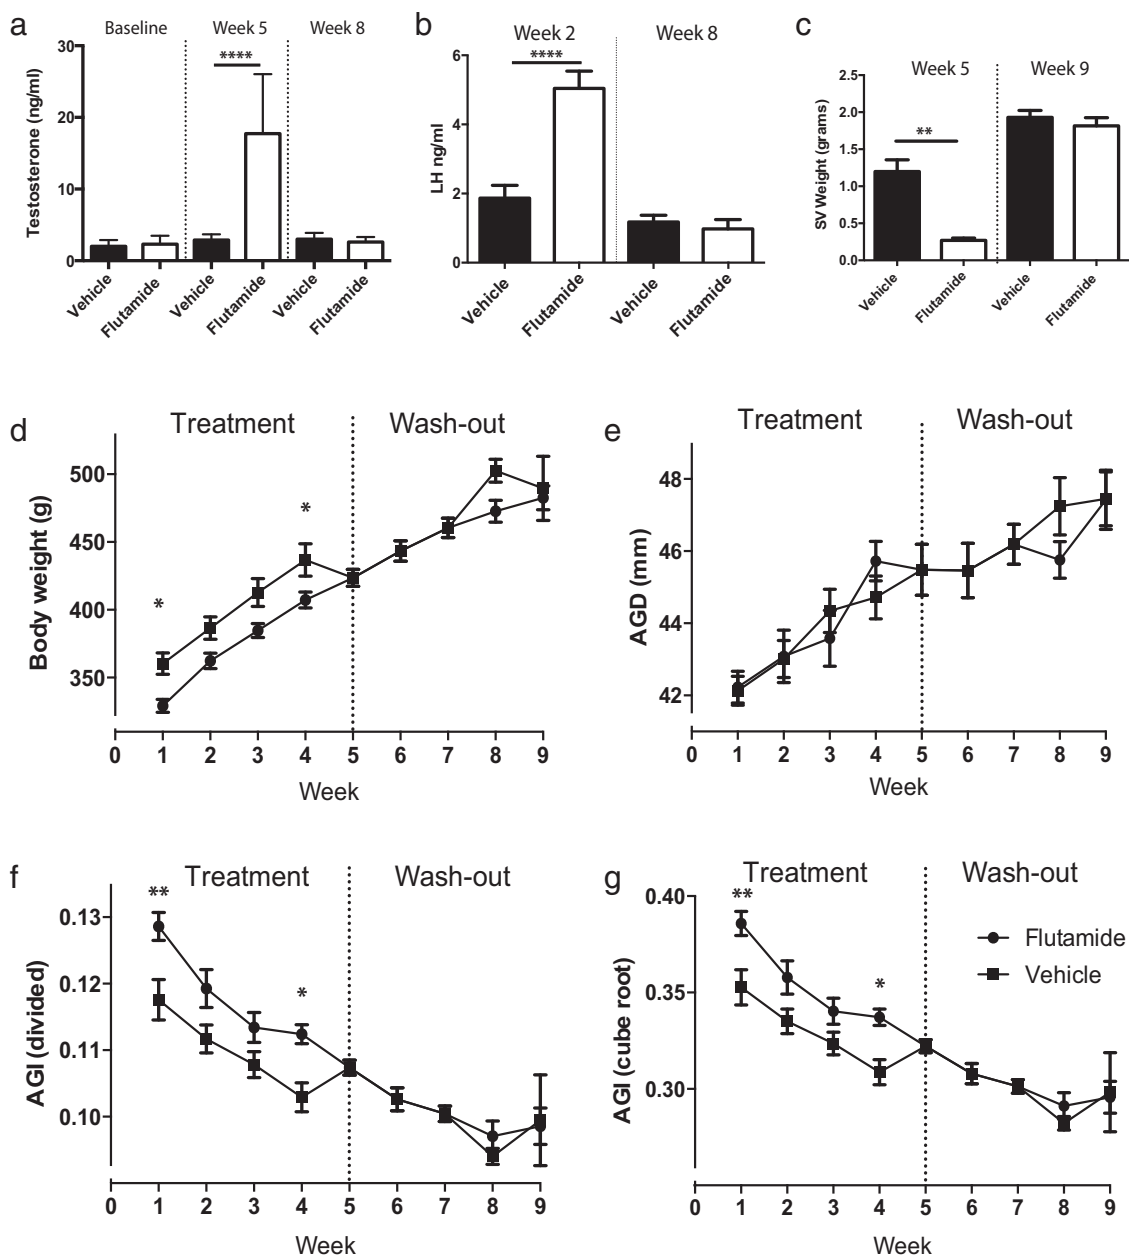 a
Baseline
Week 5
Week 8
30
20
10
0
Testosterone (ng/ml)
****
Vehicle
Flutamide
Vehicle
Flutamide
Vehicle
Flutamide
b
Week 2
Week 8
6
4
2
0
LH ng/ml
****
Vehicle
Flutamide
Vehicle
Flutamide
c
Week 5
Week 9
2.5
2.0
1.5
1.0
0.5
0.0
SV Weight (grams)
**
Vehicle
Flutamide
Vehicle
Flutamide
d
Treatment
Wash-out
500
450
400
350
Body weight (g)
*
*
0 1 2 3 4 5 6 7 8 9
Week
e
Treatment
Wash-out
48
46
44
42
AGD (mm)
0 1 2 3 4 5 6 7 8 9
Week
f
Treatment
Wash-out
**
0.13
0.12
0.11
0.10
AGI (divided)
*
0 1 2 3 4 5 6 7 8 9
Week
g
Treatment
Wash-out
0.40
0.35
0.30
AGI (cube root)
**
*
Flutamide
Vehicle
0 1 2 3 4 5 6 7 8 9
Week